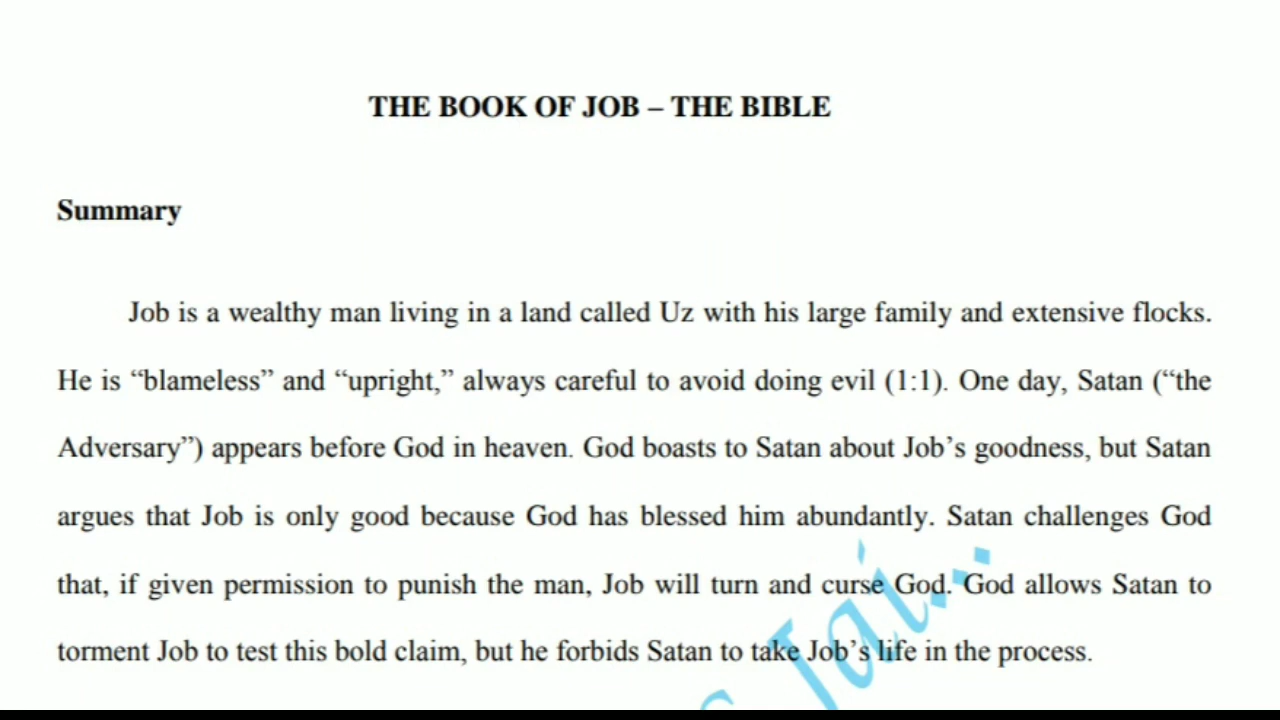 THE BOOK OF JOB – THE BIBLE
Summary
Job is a wealthy man living in a land called Uz with his large family and extensive flocks.
He is “blameless” and “upright,” always careful to avoid doing evil (1:1). One day, Satan (“the
Adversary”) appears before God in heaven. God boasts to Satan about Job’s goodness, but Satan
argues that Job is only good because God has blessed him abundantly. Satan challenges God
that, if given permission to punish the man, Job will turn and curse God. God allows Satan to
torment Job to test this bold claim, but he forbids Satan to take Job’s life in the process.
Jai...